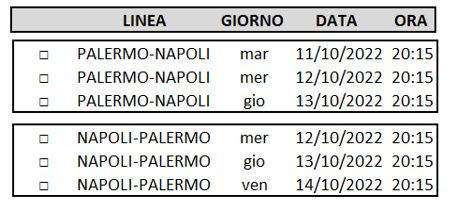 LINEA GIORNO DATA ORA
□ PALERMO-NAPOLI mar 11/10/2022 20:15
□ PALERMO-NAPOLI mer 12/10/2022 20:15
□ PALERMO-NAPOLI gio 13/10/2022 20:15
□ NAPOLI-PALERMO mer 12/10/2022 20:15
□ NAPOLI-PALERMO gio 13/10/2022 20:15
□ NAPOLI-PALERMO ven 14/10/2022 20:15